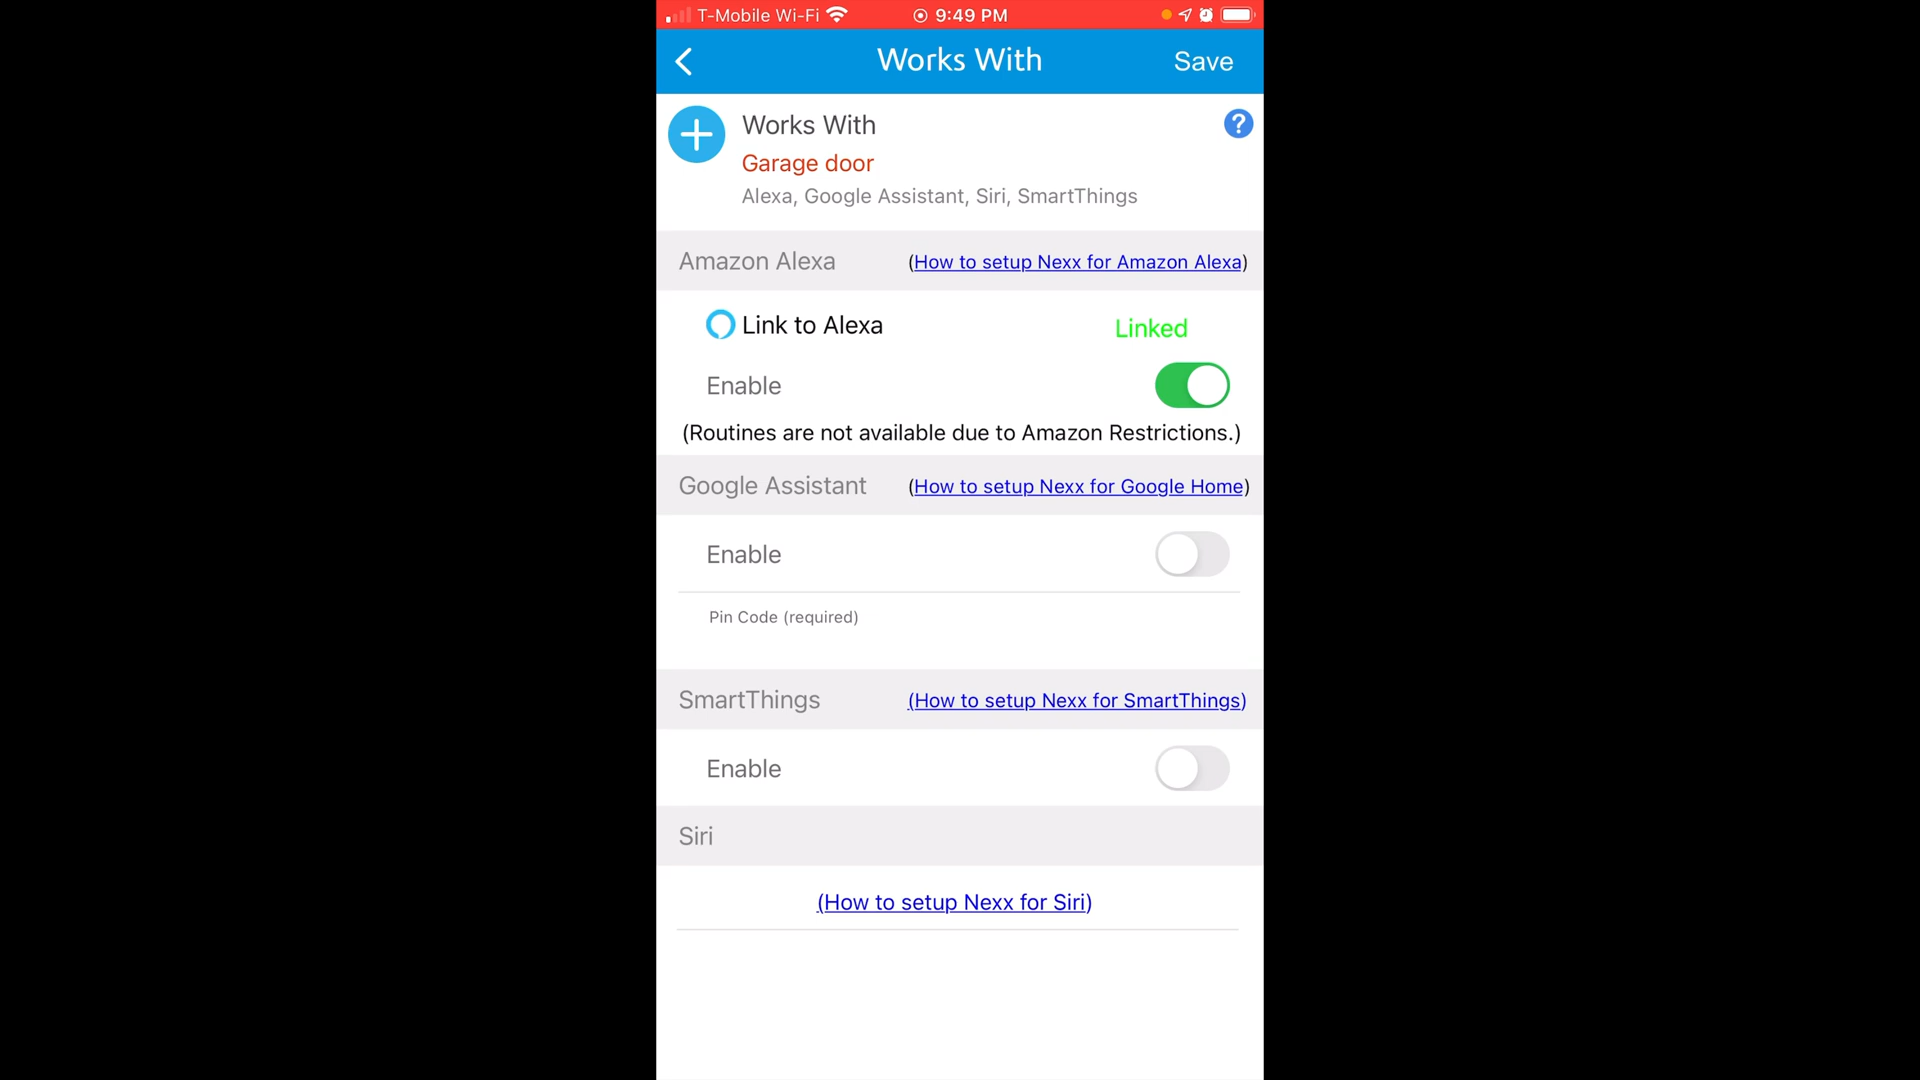 T-Mobile Wi-Fi 9:49 PM
Works With Save
Works With ?
Garage door
Alexa, Google Assistant, Siri, SmartThings
Amazon Alexa (How to setup Nexx for Amazon Alexa)
Link to Alexa Linked
Enable
(Routines are not available due to Amazon Restrictions.)
Google Assistant (How to setup Nexx for Google Home)
Enable
Pin Code (required)
SmartThings (How to setup Nexx for SmartThings)
Enable
Siri
(How to setup Nexx for Siri)